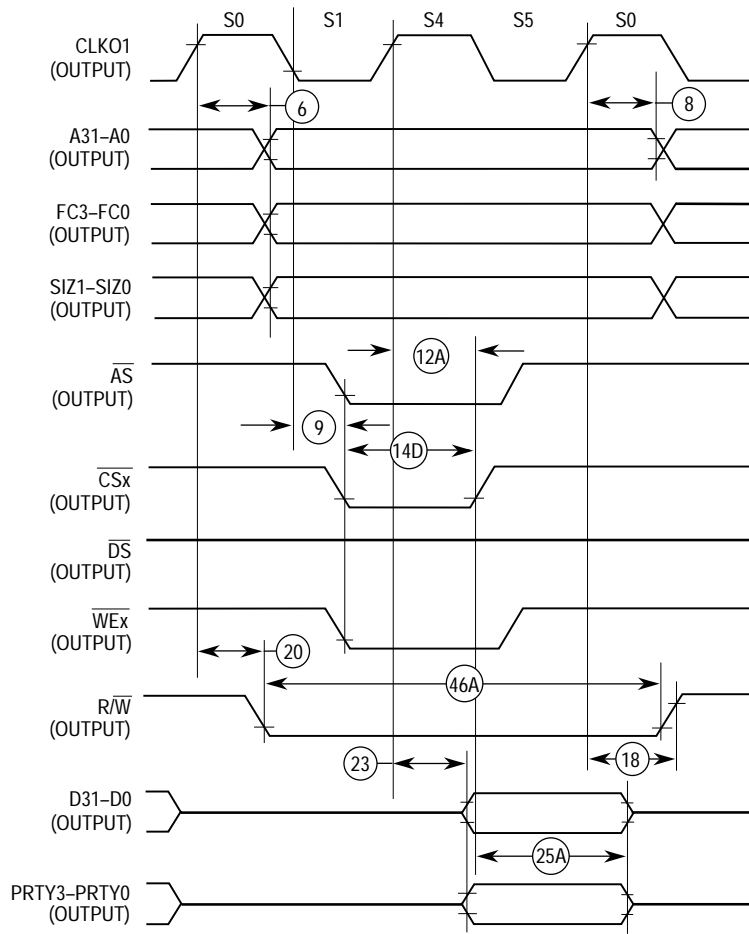 S0 S1 S4 S5 S0
CLKO1
(OUTPUT)
6
8
A31–A0
(OUTPUT)
FC3–FC0
(OUTPUT)
SIZ1–SIZ0
(OUTPUT)
12A
AS
(OUTPUT)
9
14D
CSx
(OUTPUT)
DS
(OUTPUT)
WEx
(OUTPUT)
20
46A
R/W
(OUTPUT)
23
18
D31–D0
(OUTPUT)
25A
PRTY3–PRTY0
(OUTPUT)